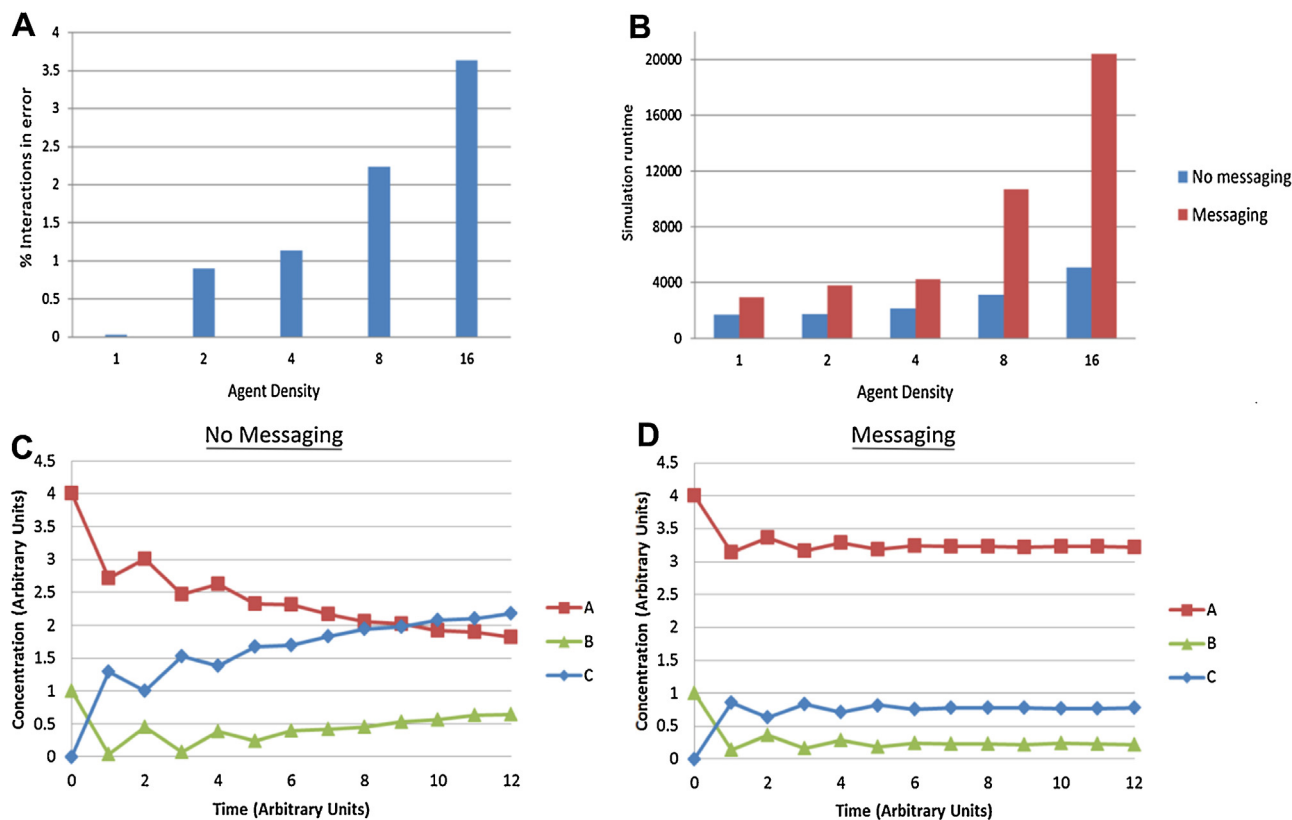 A
% Interactions in error
4
3.5
3
2.5
2
1.5
1
0.5
0
1 2 4 8 16
Agent Density
B
Simulation runtime
20000
16000
12000
8000
4000
0
1 2 4 8 16
Agent Density
No messaging
Messaging
C
No Messaging
Concentration (Arbitrary Units)
4.5
4
3.5
3
2.5
2
1.5
1
0.5
0
0 2 4 6 8 10 12
Time (Arbitrary Units)
A
B
C
D
Messaging
Concentration (Arbitrary Units)
4.5
4
3.5
3
2.5
2
1.5
1
0.5
0
0 2 4 6 8 10 12
Time (Arbitrary Units)
A
B
C